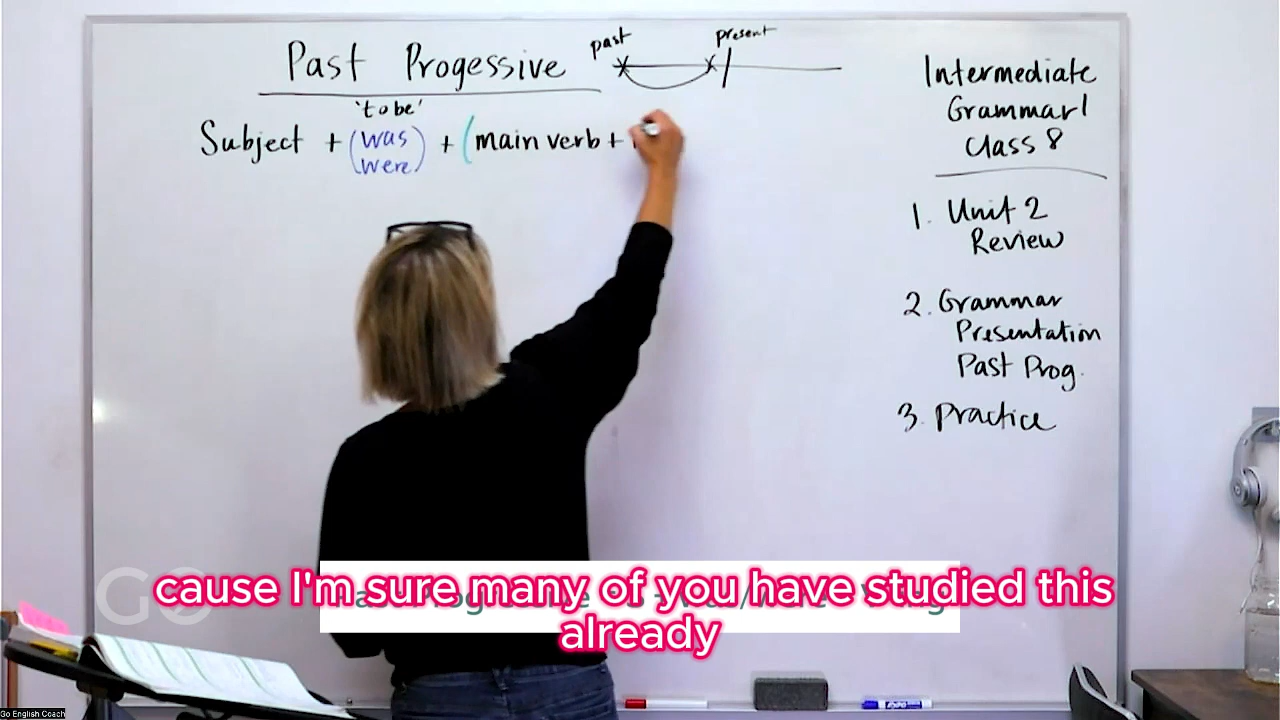 Past Progessive
past
present
'to be'
Subject + (was) + (main verb +
were
Intermediate
Grammar 1
Class 8
1. Unit 2
Review
2. Grammar
Presentation
Past Prog.
3. Practice
cause I'm sure many of you have studied this
already
GO
Go English Coach